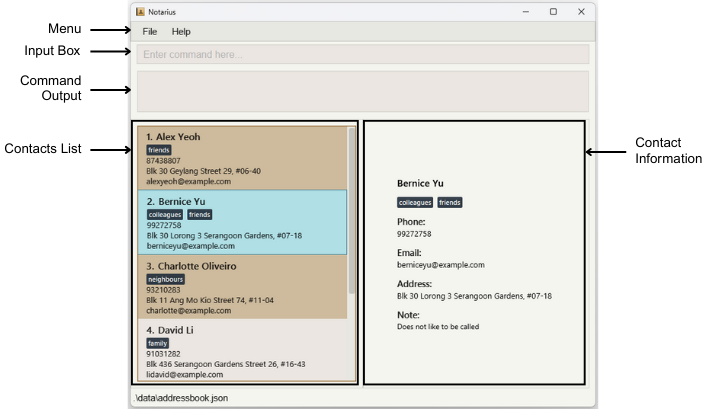 Notarius
Menu
File Help
Input Box
Enter command here...
Command
Output
Contacts List
1. Alex Yeoh
friends
87438807
Blk 30 Geylang Street 29, #06-40
alexyeoh@example.com
2. Bernice Yu
colleagues friends
99272758
Blk 30 Lorong 3 Serangoon Gardens, #07-18
berniceyu@example.com
3. Charlotte Oliveiro
neighbours
93210283
Blk 11 Ang Mo Kio Street 74, #11-04
charlotte@example.com
4. David Li
family
91031282
Blk 436 Serangoon Gardens Street 26, #16-43
lidavid@example.com
Contact
Information
Bernice Yu
colleagues friends
Phone:
99272758
Email:
berniceyu@example.com
Address:
Blk 30 Lorong 3 Serangoon Gardens, #07-18
Note:
Does not like to be called
.\data\addressbook.json